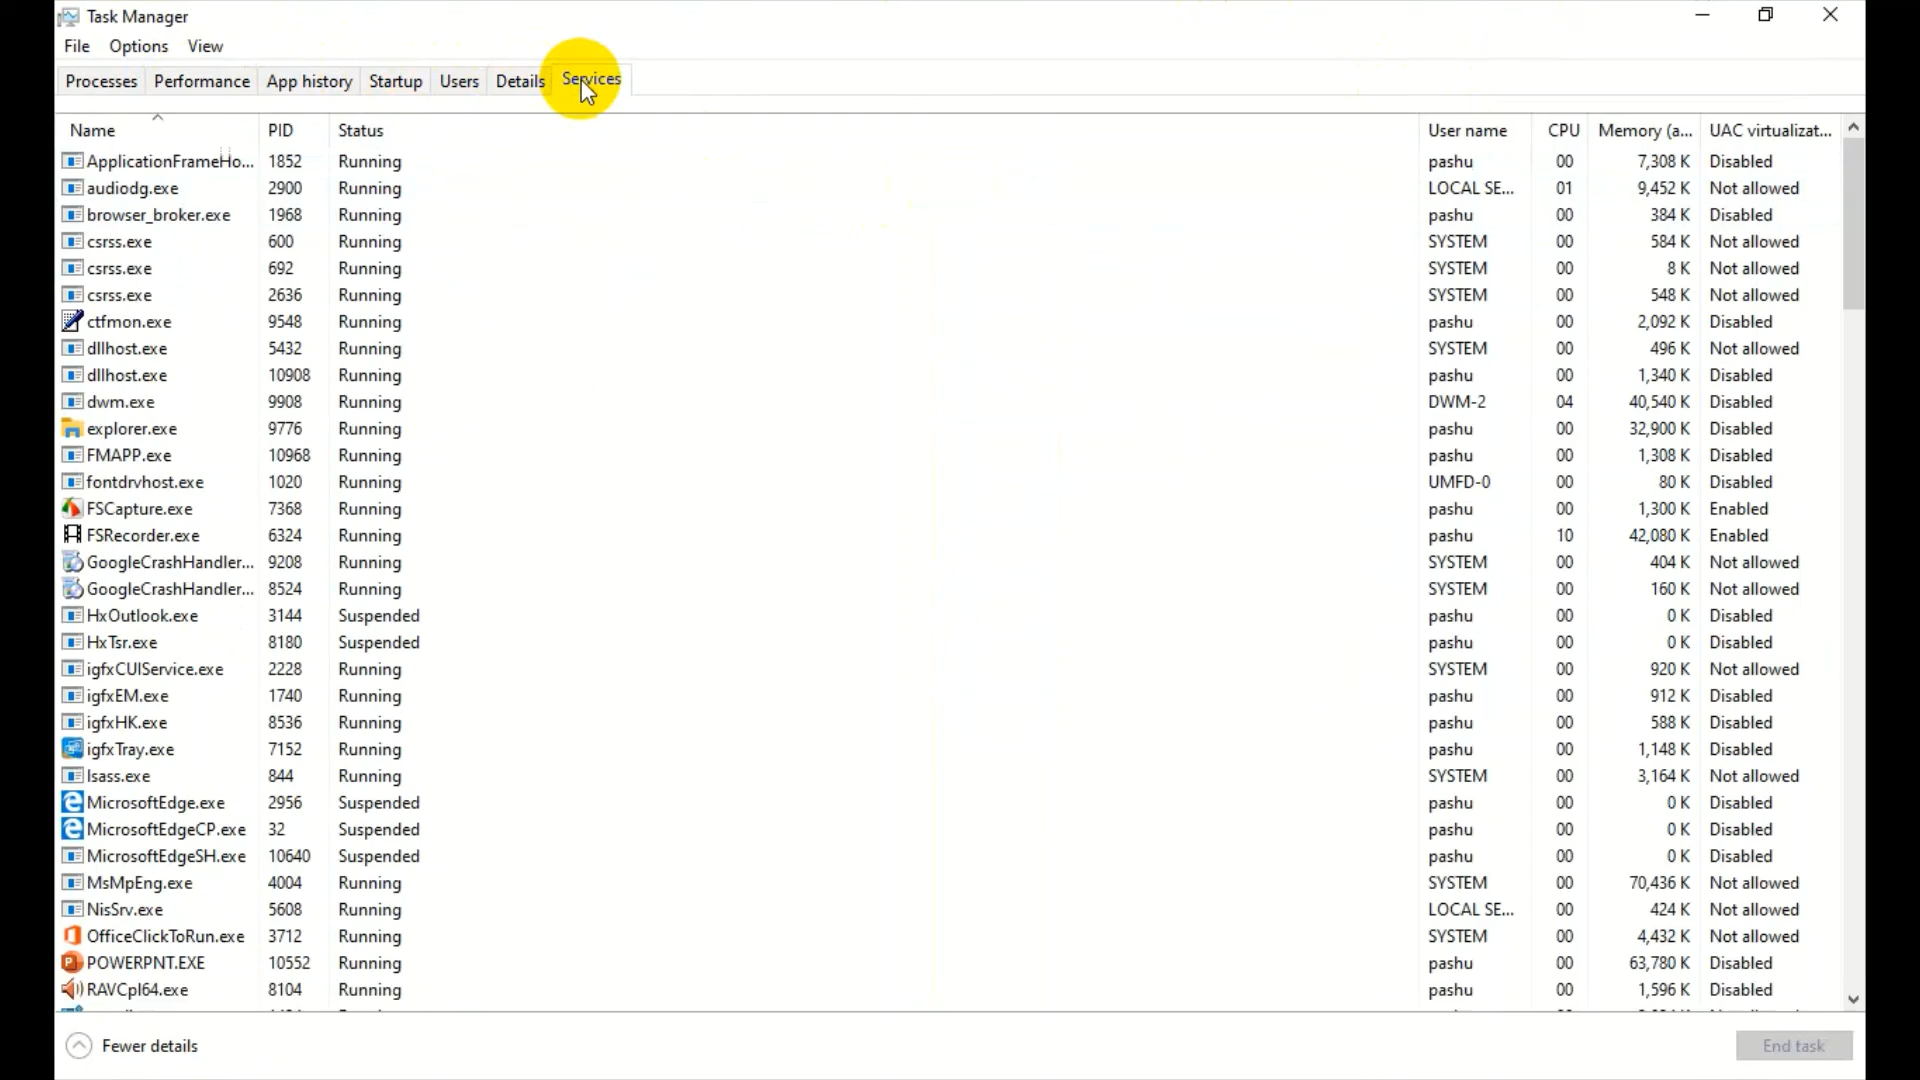 Task Manager
File Options View
Processes Performance App history Startup Users Details Services
Name PID Status User name CPU Memory (a... UAC virtualizat...
ApplicationFrameHo... 1852 Running pashu 00 7,308 K Disabled
audiodg.exe 2900 Running LOCAL SE... 01 9,452 K Not allowed
browser_broker.exe 1968 Running pashu 00 384 K Disabled
csrss.exe 600 Running SYSTEM 00 584 K Not allowed
csrss.exe 692 Running SYSTEM 00 8 K Not allowed
csrss.exe 2636 Running SYSTEM 00 548 K Not allowed
ctfmon.exe 9548 Running pashu 00 2,092 K Disabled
dllhost.exe 5432 Running SYSTEM 00 496 K Not allowed
dllhost.exe 10908 Running pashu 00 1,340 K Disabled
dwm.exe 9908 Running DWM-2 04 40,540 K Disabled
explorer.exe 9776 Running pashu 00 32,900 K Disabled
FMAPP.exe 10968 Running pashu 00 1,308 K Disabled
fontdrvhost.exe 1020 Running UMFD-0 00 80 K Disabled
FSCapture.exe 7368 Running pashu 00 1,300 K Enabled
FSRecorder.exe 6324 Running pashu 10 42,080 K Enabled
GoogleCrashHandler... 9208 Running SYSTEM 00 404 K Not allowed
GoogleCrashHandler... 8524 Running SYSTEM 00 160 K Not allowed
HxOutlook.exe 3144 Suspended pashu 00 0 K Disabled
HxTsr.exe 8180 Suspended pashu 00 0 K Disabled
igfxCUIService.exe 2228 Running SYSTEM 00 920 K Not allowed
igfxEM.exe 1740 Running pashu 00 912 K Disabled
igfxHK.exe 8536 Running pashu 00 588 K Disabled
igfxTray.exe 7152 Running pashu 00 1,148 K Disabled
lsass.exe 844 Running SYSTEM 00 3,164 K Not allowed
MicrosoftEdge.exe 2956 Suspended pashu 00 0 K Disabled
MicrosoftEdgeCP.exe 32 Suspended pashu 00 0 K Disabled
MicrosoftEdgeSH.exe 10640 Suspended pashu 00 0 K Disabled
MsMpEng.exe 4004 Running SYSTEM 00 70,436 K Not allowed
NisSrv.exe 5608 Running LOCAL SE... 00 424 K Not allowed
OfficeClickToRun.exe 3712 Running SYSTEM 00 4,432 K Not allowed
POWERPNT.EXE 10552 Running pashu 00 63,780 K Disabled
RAVCpl64.exe 8104 Running pashu 00 1,596 K Disabled
Fewer details End task